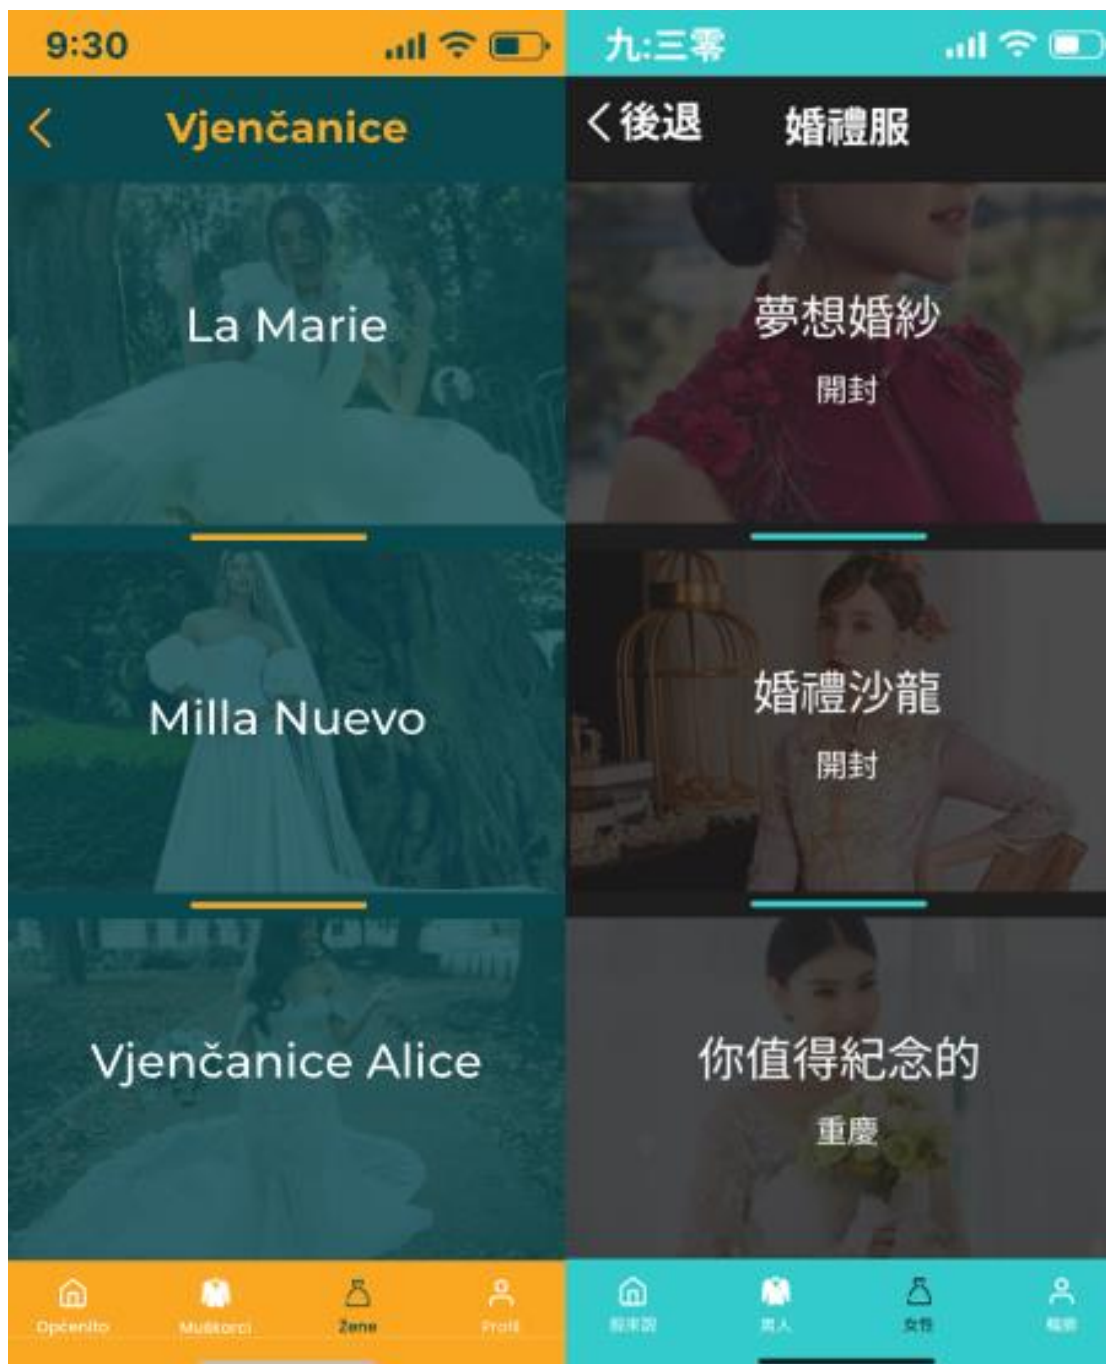 9:30
Vjenčanice
La Marie
Milla Nuevo
Vjenčanice Alice
Općenito
Muškarci
Žene
Profil
九:三零
後退
婚禮服
夢想婚紗
開封
婚禮沙龍
開封
你值得紀念的
重慶
男人
女性